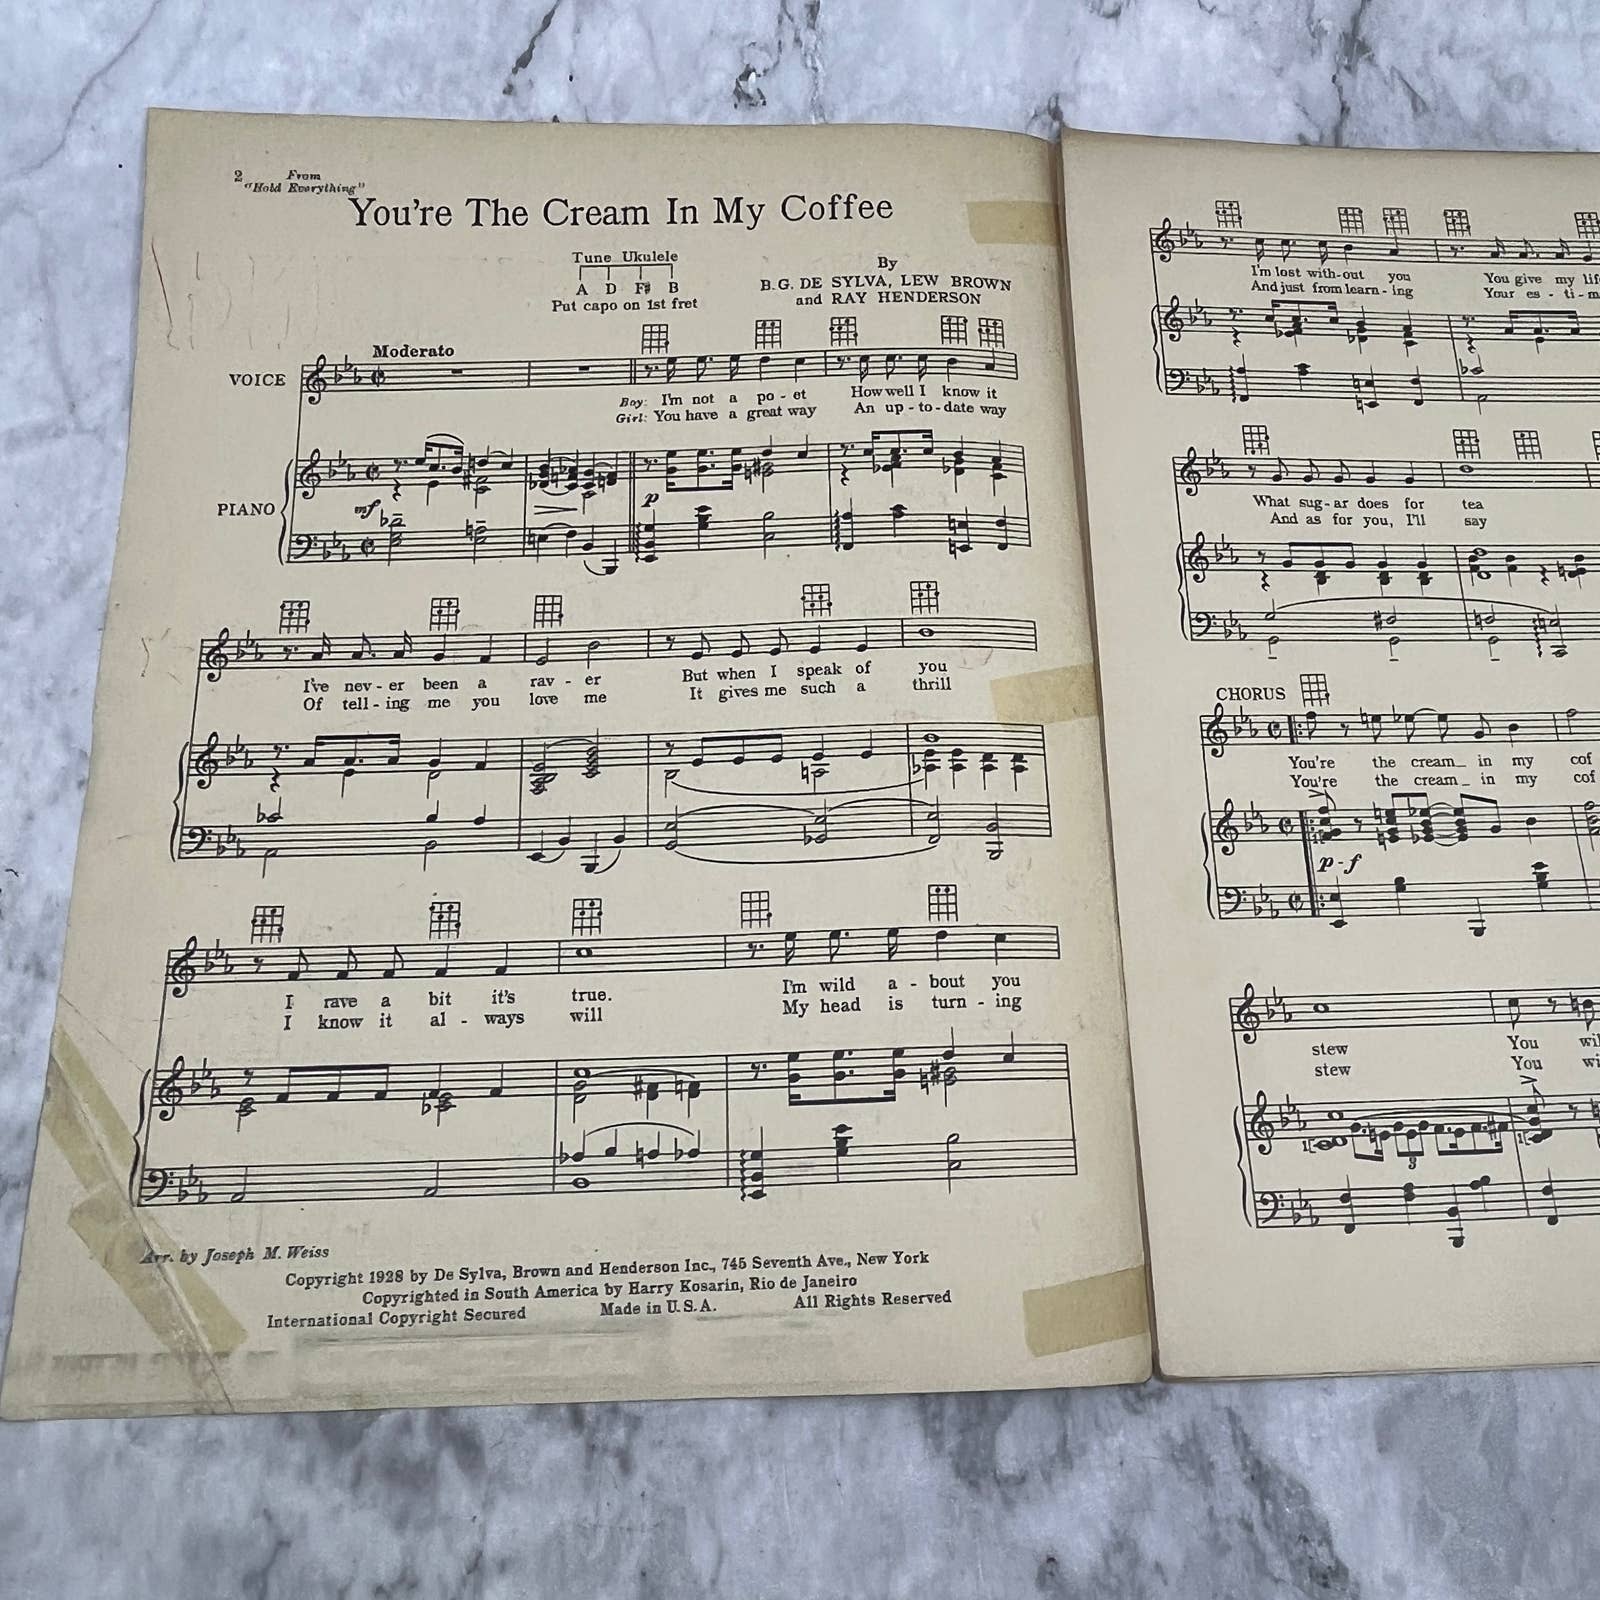 2 From
"Hold Everything"
You're The Cream In My Coffee
Tune Ukulele
A D F# B
Put capo on 1st fret
By
B.G. DE SYLVA, LEW BROWN
and RAY HENDERSON
Moderato
VOICE
Boy: I'm not a po - et How well I know it
Girl: You have a great way An up - to - date way
PIANO
mf
p
I've nev - er been a rav - er But when I speak of you
Of tell - ing me you love me It gives me such a thrill
I rave a bit it's true. I'm wild a - bout you
I know it al - ways will My head is turn - ing
Arr. by Joseph M. Weiss
Copyright 1928 by De Sylva, Brown and Henderson Inc., 745 Seventh Ave., New York
Copyrighted in South America by Harry Kosarin, Rio de Janeiro
International Copyright Secured Made in U.S.A. All Rights Reserved
I'm lost with-out you You give my
And just from learn - ing Your es - ti -
What sug - ar does for tea
And as for you, I'll say
CHORUS
You're the cream_ in my cof
You're the cream_ in my cof
p-f
stew You
stew You
3